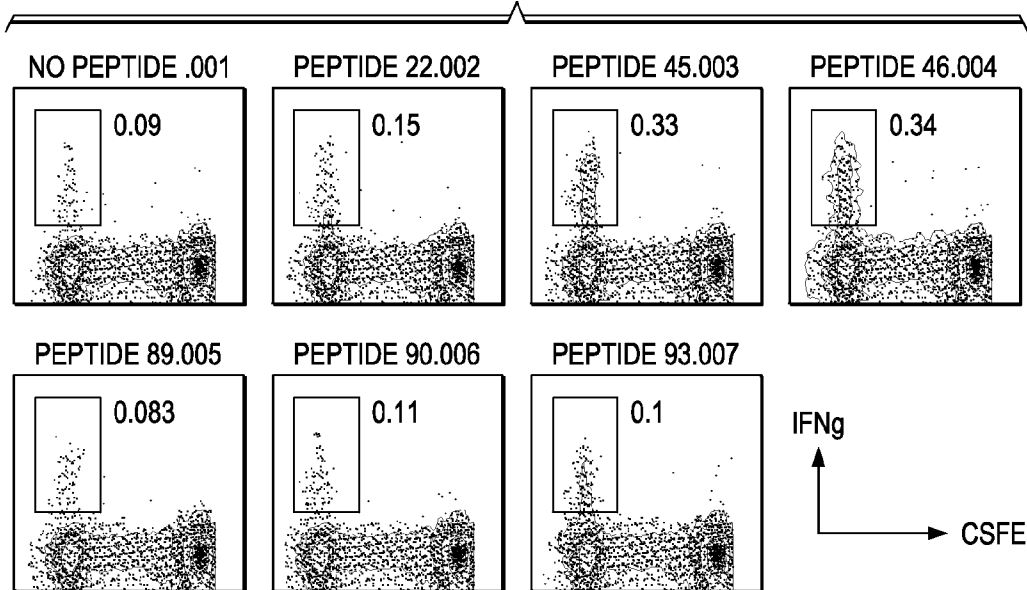 NO PEPTIDE .001
0.09
PEPTIDE 22.002
0.15
PEPTIDE 45.003
0.33
PEPTIDE 46.004
0.34
PEPTIDE 89.005
0.083
PEPTIDE 90.006
0.11
PEPTIDE 93.007
0.1
IFNg
CSFE